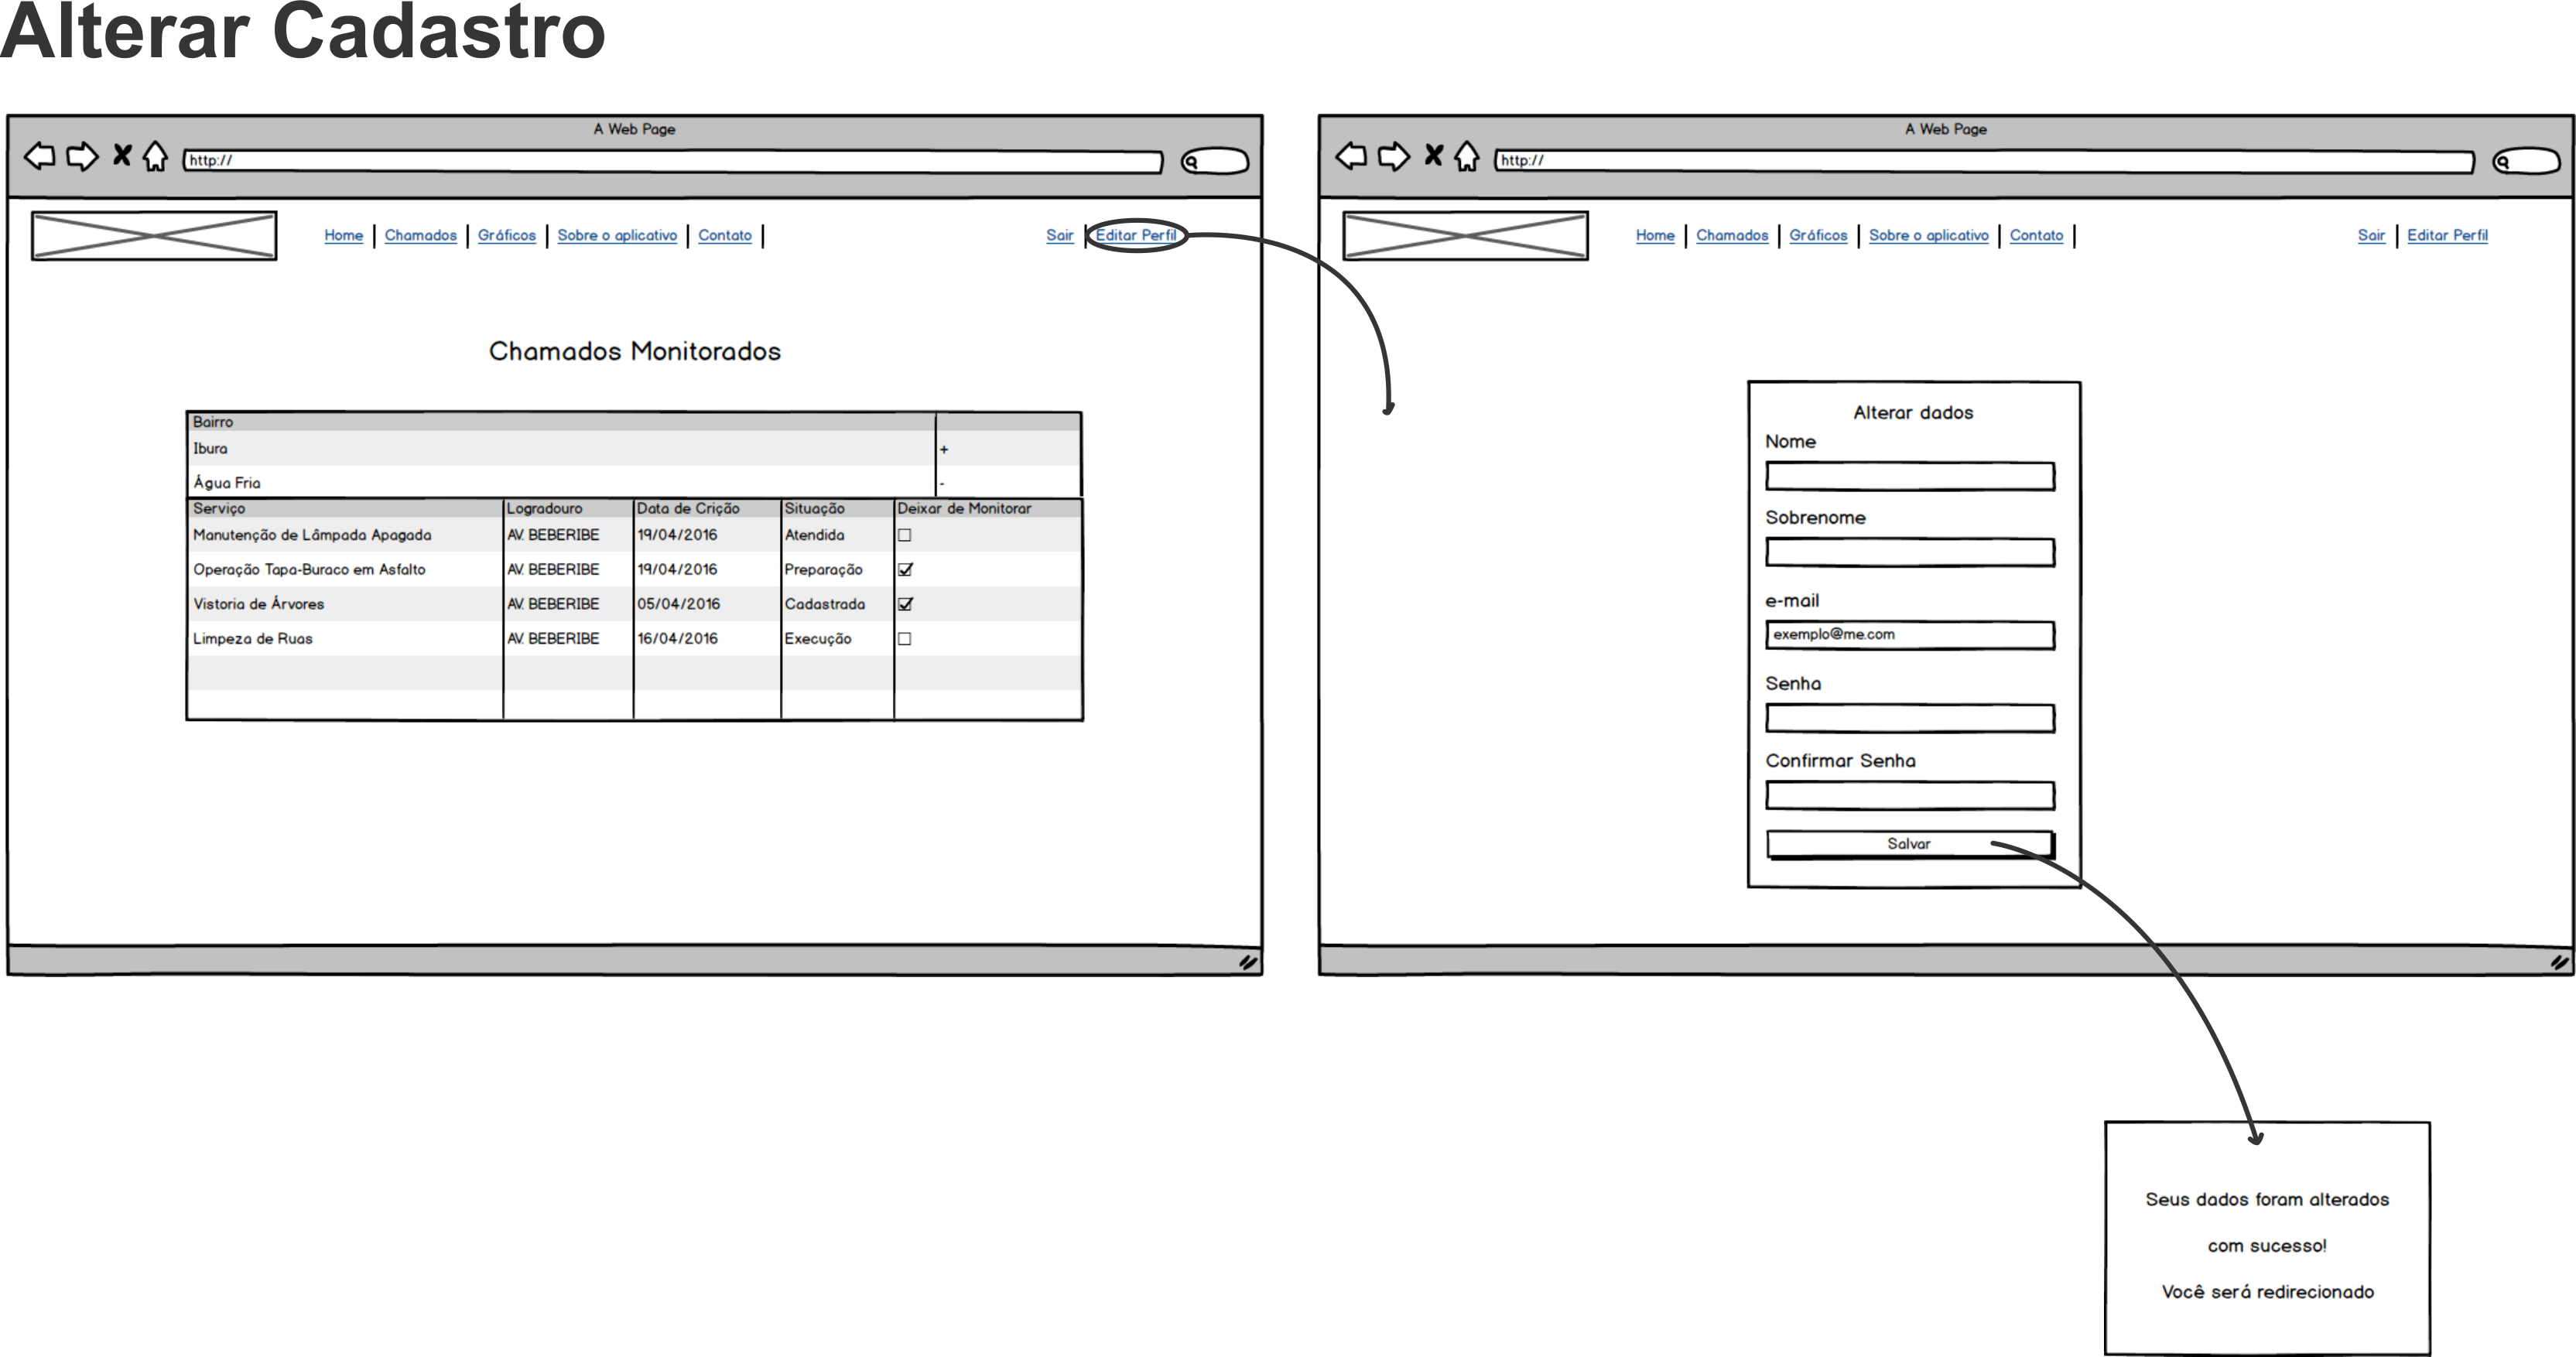 Alterar Cadastro
A Web Page
http://
Home | Chamados | Gráficos | Sobre o aplicativo | Contato |
Sair | Editar Perfil
Chamados Monitorados
Bairro
Ibura +
Água Fria -
Serviço Logradouro Data de Crição Situação Deixar de Monitorar
Manutenção de Lâmpada Apagada AV. BEBERIBE 19/04/2016 Atendida
Operação Tapa-Buraco em Asfalto AV. BEBERIBE 19/04/2016 Preparação
Vistoria de Árvores AV. BEBERIBE 05/04/2016 Cadastrada
Limpeza de Ruas AV. BEBERIBE 16/04/2016 Execução
A Web Page
http://
Home | Chamados | Gráficos | Sobre o aplicativo | Contato |
Sair | Editar Perfil
Alterar dados
Nome
Sobrenome
e-mail
exemplo@me.com
Senha
Confirmar Senha
Salvar
Seus dados foram alterados
com sucesso!
Você será redirecionado